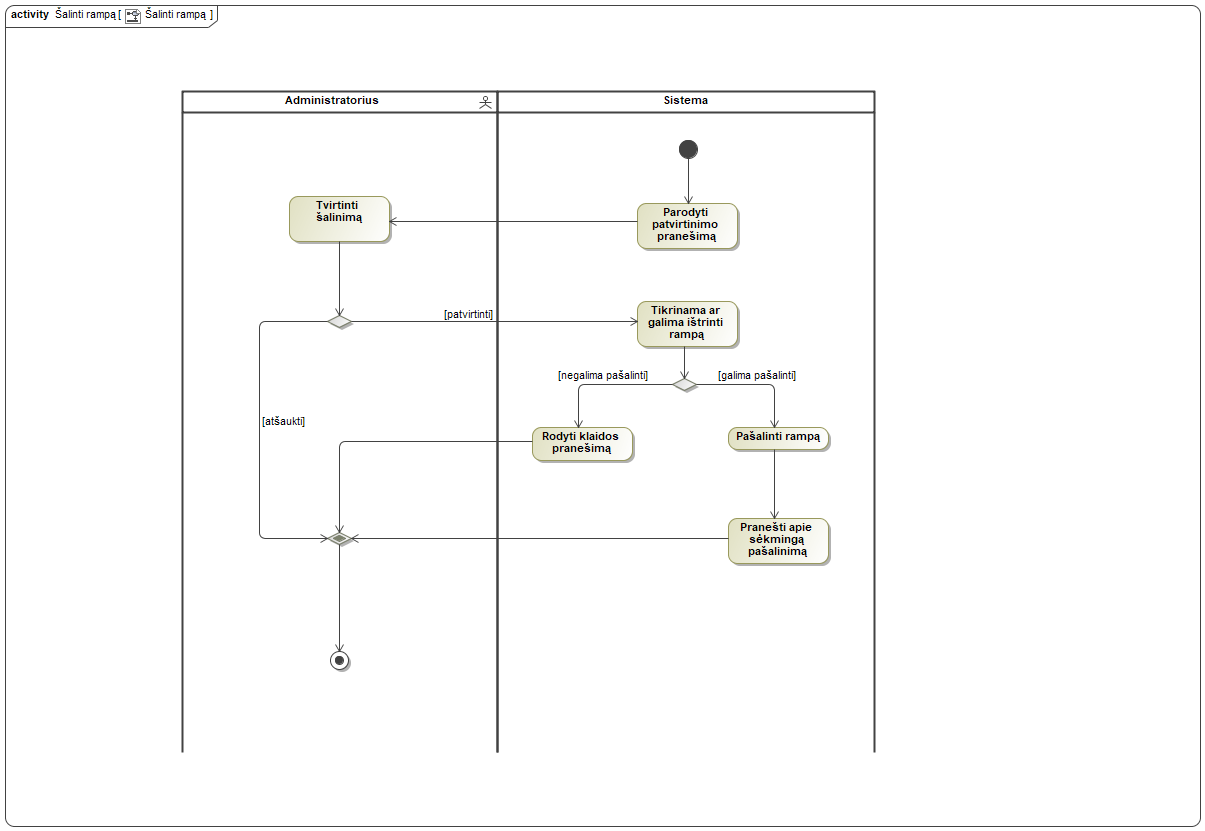 activity Šalinti rampą [ Šalinti rampą ]
Administratorius
Sistema
Tvirtinti
šalinimą
Parodyti
patvirtinimo
pranešimą
[patvirtinti]
Tikrinama ar
galima ištrinti
rampą
[negalima pašalinti]
[galima pašalinti]
[atšaukti]
Rodyti klaidos
pranešimą
Pašalinti rampą
Pranešti apie
sėkmingą
pašalinimą